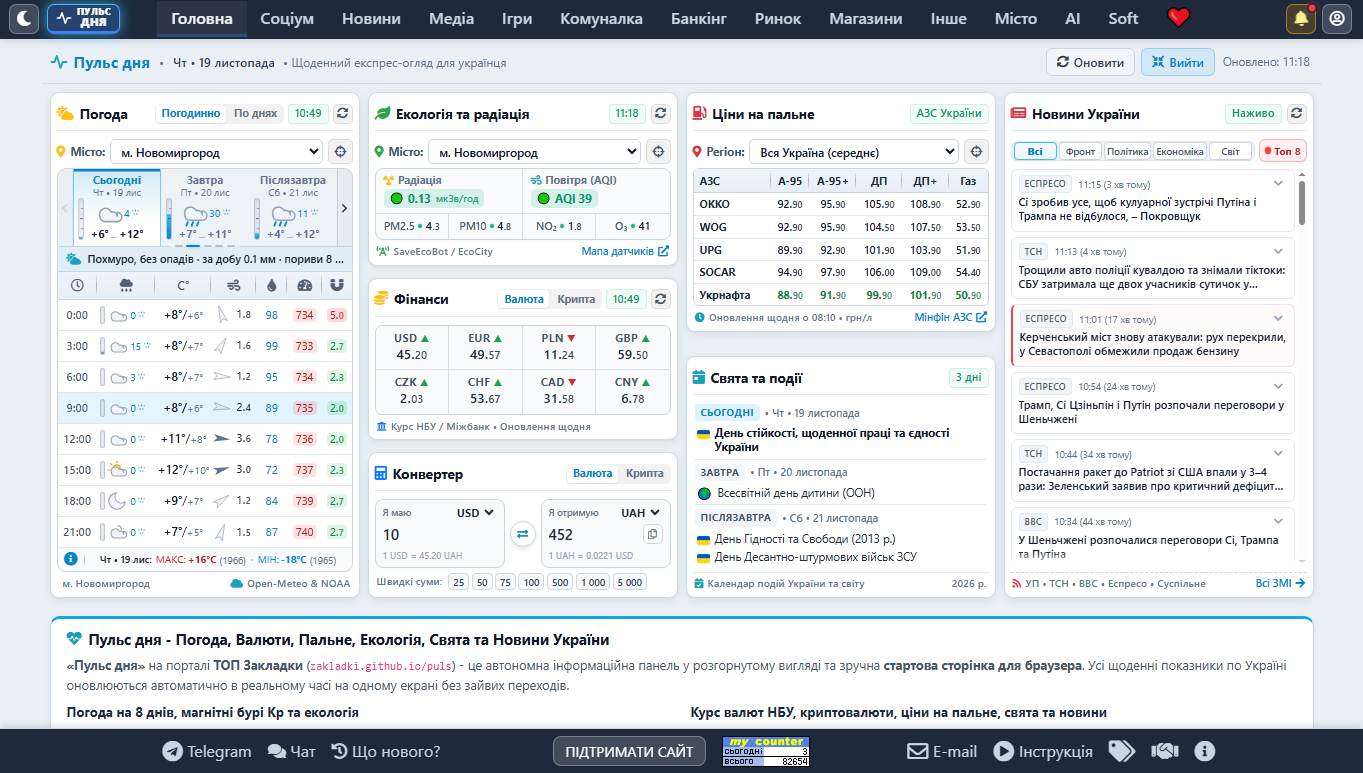 ПУЛЬС ДНЯ Головна Соціум Новини Медіа Ігри Комуналка Банкінг Ринок Магазини Інше Місто AI Soft
Пульс дня • Чт • 19 листопада • Щоденний експрес-огляд для українця Оновити Вийти Оновлено: 11:18
Погода Погодинно По днях 10:49
Місто: м. Новомиргород
Сьогодні Завтра Післязавтра
Чт • 19 лис Пт • 20 лис Сб • 21 лис
4 30 11
+6° .. +12° +7° .. +11° +4° .. +12°
Похмуро, без опадів · за добу 0.1 мм · пориви 8 ...
C°
0:00 0 +8°/+6° 1.8 98 734 5.0
3:00 15 +8°/+7° 1.6 99 733 2.7
6:00 3 +8°/+7° 1.2 95 734 2.3
9:00 0 +8°/+6° 2.4 89 735 2.0
12:00 0 +11°/+8° 3.6 78 736 2.0
15:00 0 +12°/+10° 3.0 72 737 2.3
18:00 0 +9°/+7° 1.2 84 739 2.7
21:00 0 +7°/+5° 1.5 87 740 2.7
Чт • 19 лис: МАКС: +16°C (1966) · МІН: -18°C (1965)
м. Новомиргород Open-Meteo & NOAA
Екологія та радіація 11:18
Місто: м. Новомиргород
Радіація Повітря (AQI)
0.13 мкЗв/год AQI 39
PM2.5 • 4.3 PM10 • 4.8 NO₂ • 1.8 O₃ • 41
SaveEcoBot / EcoCity Мапа датчиків
Фінанси Валюта Крипта 10:49
USD ▲ EUR ▲ PLN ▼ GBP ▲
45.20 49.57 11.24 59.50
CZK ▲ CHF ▲ CAD ▼ CNY ▲
2.03 53.67 31.58 6.78
Курс НБУ / Міжбанк • Оновлення щодня
Конвертер Валюта Крипта
Я маю USD Я отримую UAH
10 452
1 USD = 45.20 UAH 1 UAH = 0.0221 USD
Швидкі суми: 25 50 75 100 500 1 000 5 000
Ціни на пальне АЗС України
Регіон: Вся Україна (середнє)
АЗС А-95 А-95+ ДП ДП+ Газ
ОККО 92.90 95.90 105.90 108.90 52.90
WOG 92.90 95.90 104.50 107.50 53.50
UPG 89.90 92.90 101.90 103.90 51.90
SOCAR 94.90 97.90 106.00 109.00 54.40
Укрнафта 88.90 91.90 99.90 101.90 50.90
Оновлення щодня о 08:10 • грн/л Мінфін АЗС
Свята та події 3 дні
СЬОГОДНІ • Чт • 19 листопада
День стійкості, щоденної праці та єдності
України
ЗАВТРА • Пт • 20 листопада
Всесвітній день дитини (ООН)
ПІСЛЯЗАВТРА • Сб • 21 листопада
День Гідності та Свободи (2013 р.)
День Десантно-штурмових військ ЗСУ
Календар подій України та світу 2026 р.
Новини України Наживо
Всі Фронт Політика Економіка Світ Топ 8
ЕСПРЕСО 11:15 (3 хв тому)
Сі зробив усе, щоб кулуарної зустрічі Путіна і
Трампа не відбулося, – Покровщук
ТСН 11:13 (4 хв тому)
Трощили авто поліції кувалдою та знімали тіктоки:
СБУ затримала ще двох учасників сутичок у...
ЕСПРЕСО 11:01 (17 хв тому)
Керченський міст знову атакували: рух перекрили,
у Севастополі обмежили продаж бензину
ЕСПРЕСО 10:54 (24 хв тому)
Трамп, Сі Цзіньпін і Путін розпочали переговори у
Шеньчжені
ТСН 10:44 (34 хв тому)
Постачання ракет до Patriot зі США впали у 3–4
рази: Зеленський заявив про критичний дефіцит...
BBC 10:34 (44 хв тому)
У Шеньчжені розпочалися переговори Сі, Трампа
та Путіна
УП • ТСН • BBC • Еспресо • Суспільне Всі ЗМІ
Пульс дня - Погода, Валюти, Пальне, Екологія, Свята та Новини України
«Пульс дня» на порталі ТОП Закладки (zakladki.github.io/puls) - це автономна інформаційна панель у розгорнутому вигляді та зручна стартова сторінка для браузера. Усі щоденні показники по Україні
оновлюються автоматично в реальному часі на одному екрані без зайвих переходів.
Погода на 8 днів, магнітні бурі Kp та екологія Курс валют НБУ, криптовалюти, ціни на пальне, свята та новини
Telegram Чат Що нового? ПІДТРИМАТИ САЙТ my counter E-mail Інструкція
сьогодні 3
всього 82654